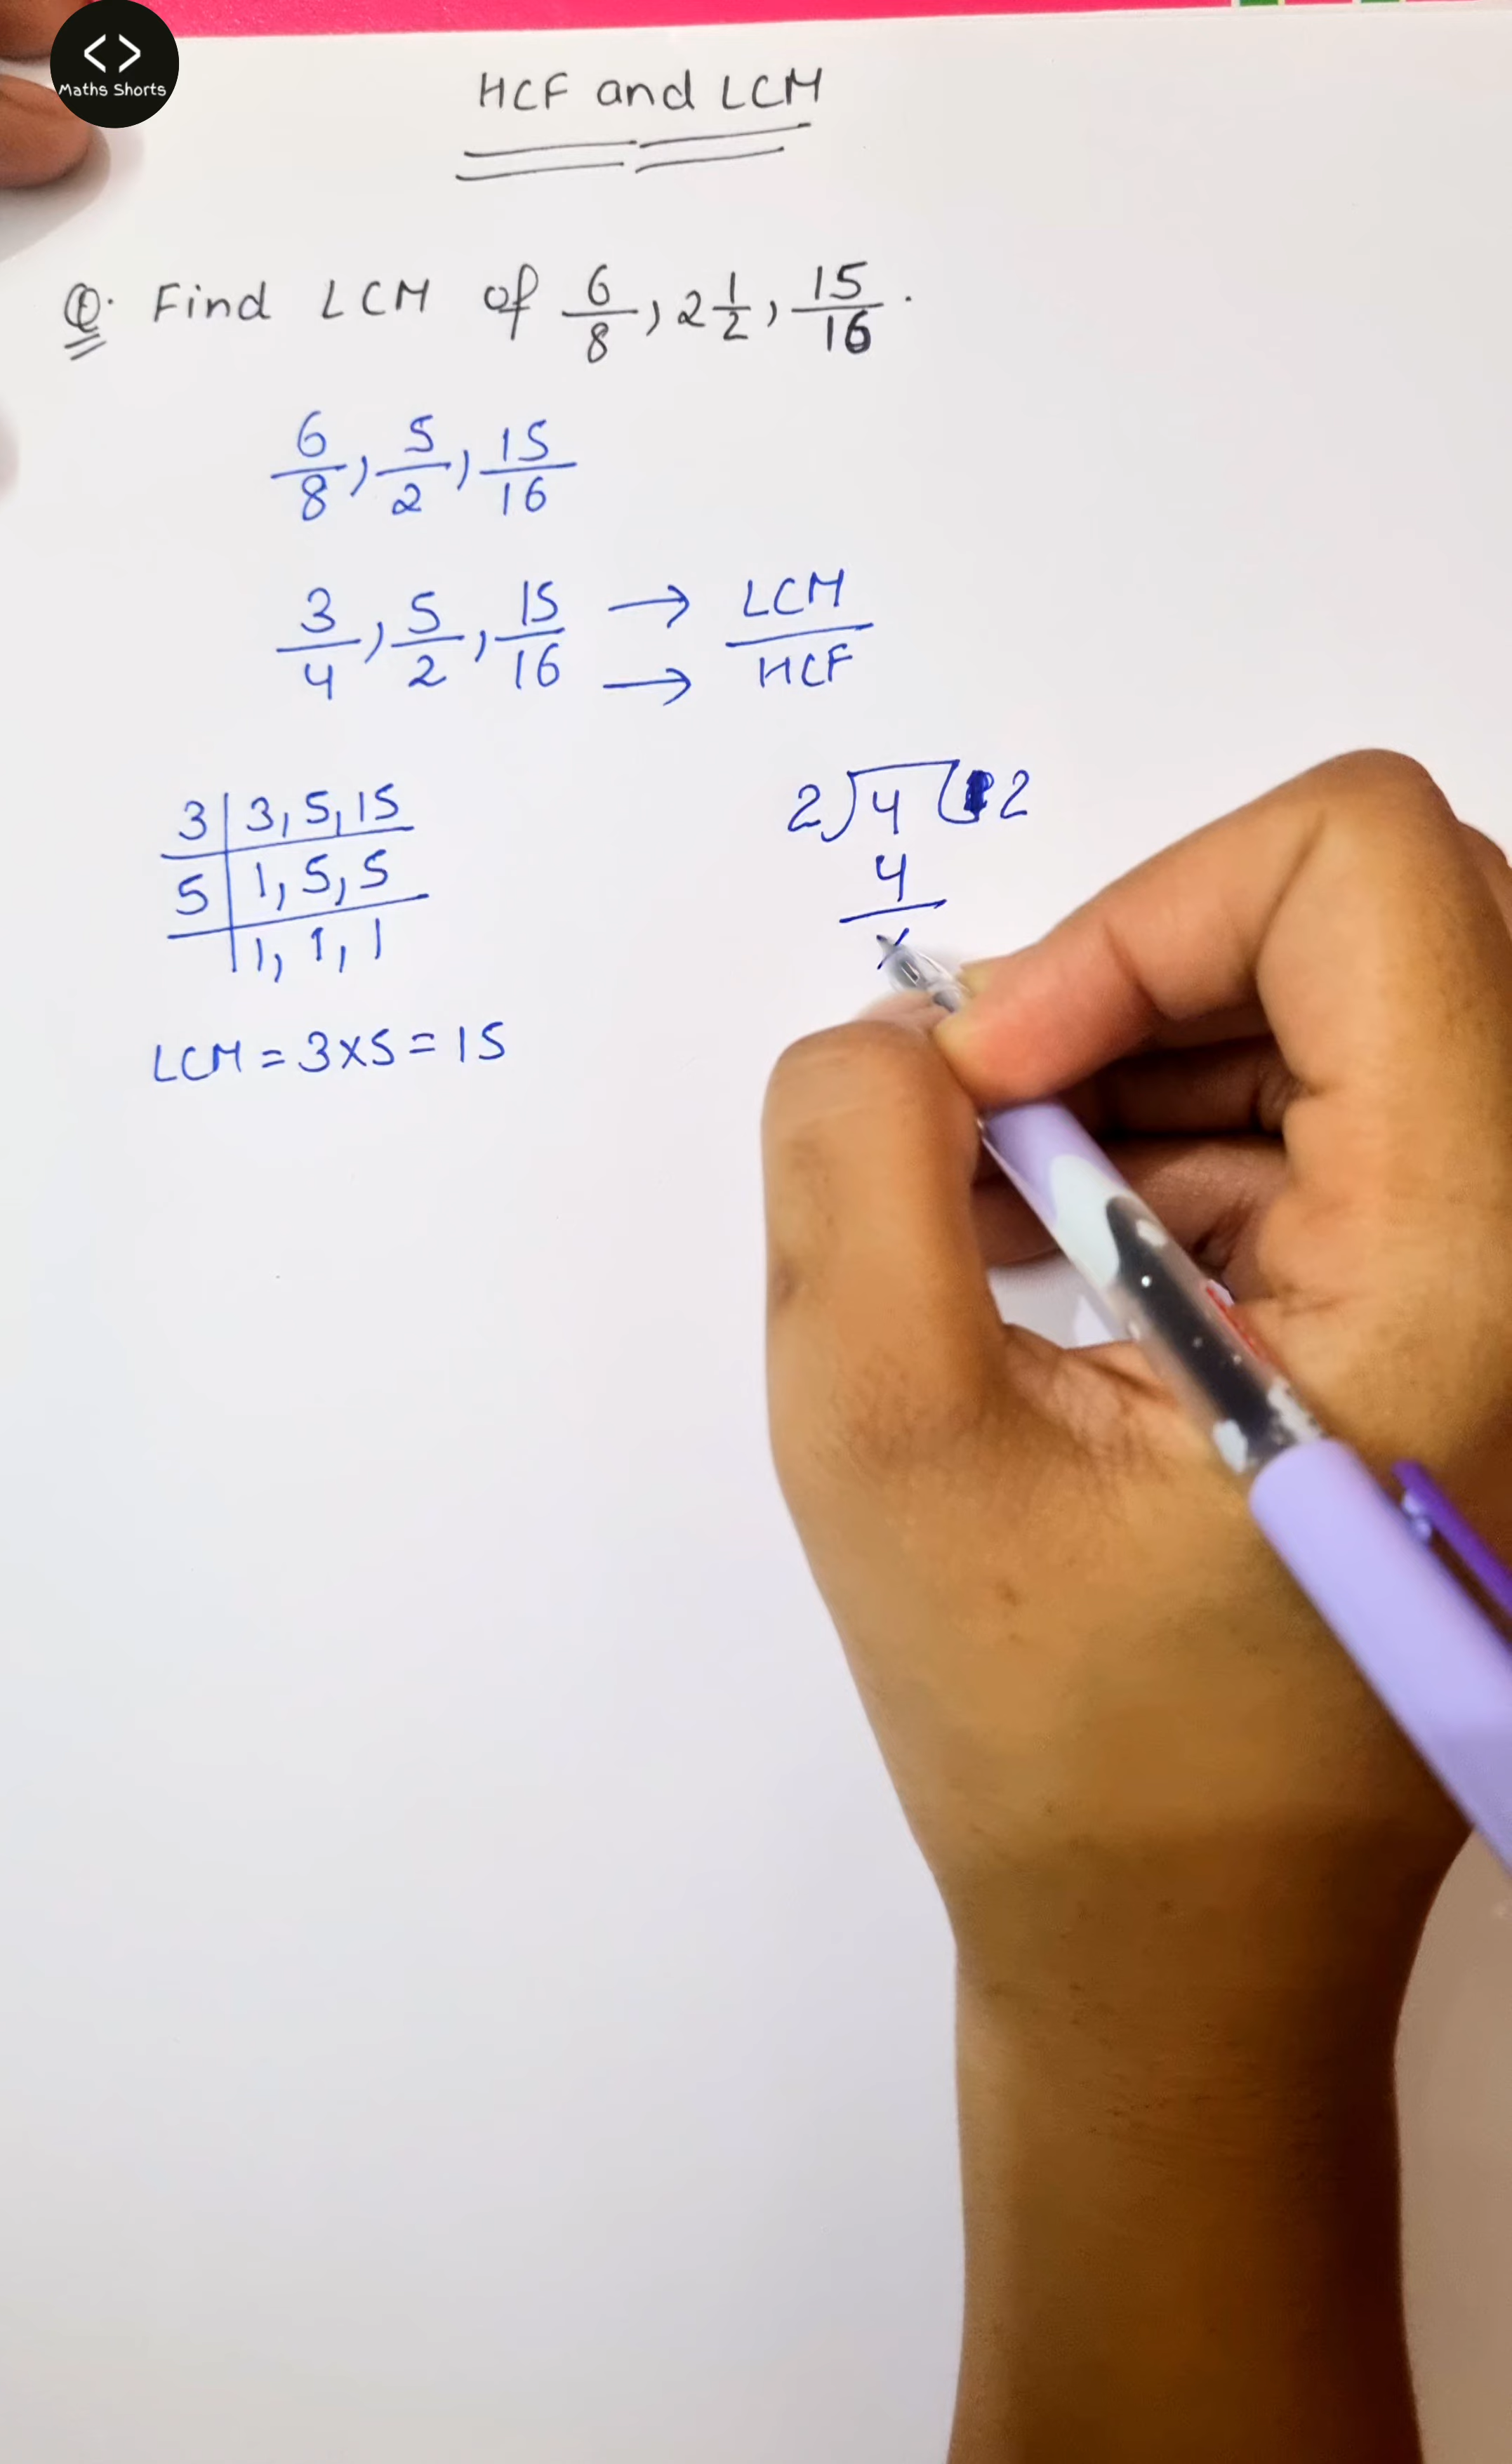 <>
Maths Shorts
HCF and LCM
Q. Find LCM of 6/8, 2 1/2, 15/16.
6/8, 5/2, 15/16
3/4, 5/2, 15/16 → LCM
→ HCF
3 | 3, 5, 15
5 | 1, 5, 5
| 1, 1, 1
LCM = 3×5 = 15
2 ) 4 ( 2
4
x